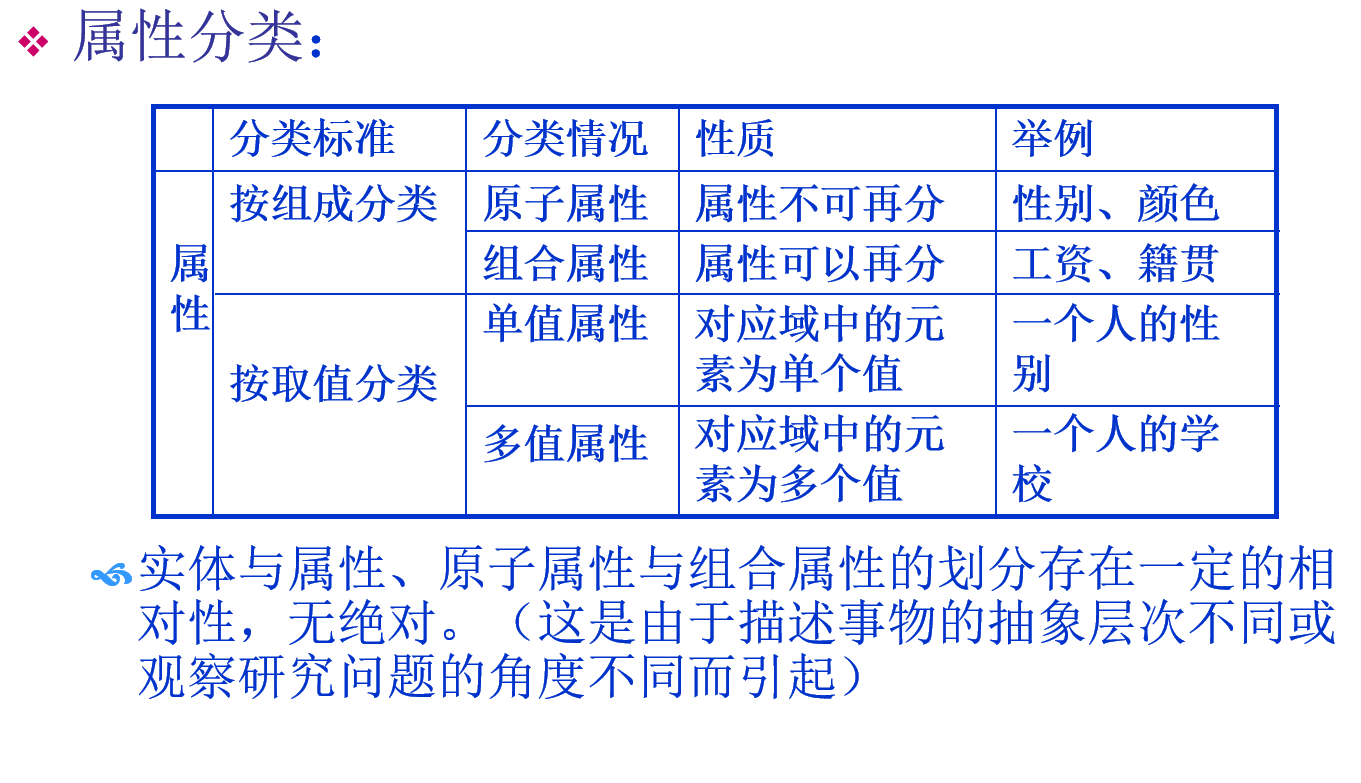 属性分类：
分类标准 分类情况 性质 举例
按组成分类 原子属性 属性不可再分 性别、颜色
属
性
组合属性 属性可以再分 工资、籍贯
按取值分类
单值属性
对应域中的元
素为单个值
一个人的性
别
多值属性
对应域中的元
素为多个值
一个人的学
校
实体与属性、原子属性与组合属性的划分存在一定的相
对性，无绝对。（这是由于描述事物的抽象层次不同或
观察研究问题的角度不同而引起）